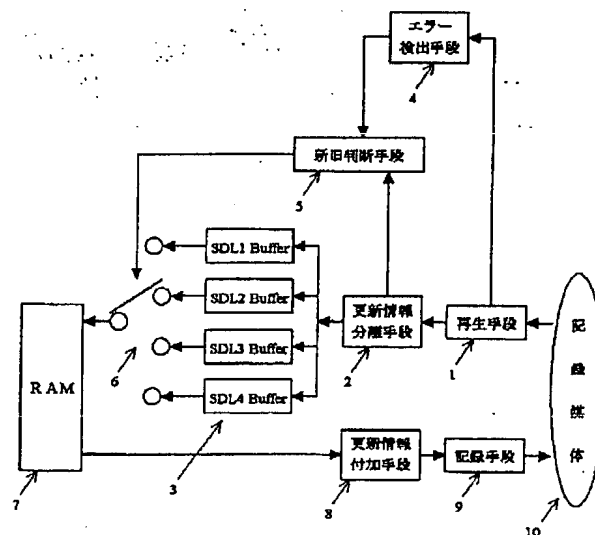 エラー
検出手段
4
新旧判断手段
5
SDL1 Buffer
SDL2 Buffer
SDL3 Buffer
SDL4 Buffer
6
3
RAM
7
更新情報
分離手段
2
再生手段
1
更新情報
付加手段
8
記録手段
9
記
録
媒
体
10